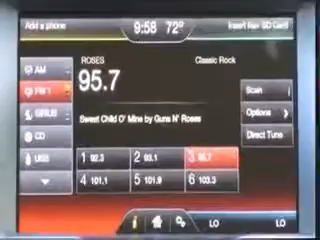 Add a phone 9:58 72° Insert Nav SD Card
ROSES Classic Rock
95.7
AM
FM 1
SIRIUS
CD
USB
Sweet Child O' Mine by Guns N' Roses
Scan
Options
Direct Tune
1 92.3 2 93.1 3 95.7
4 101.1 5 101.9 6 103.3
LO LO